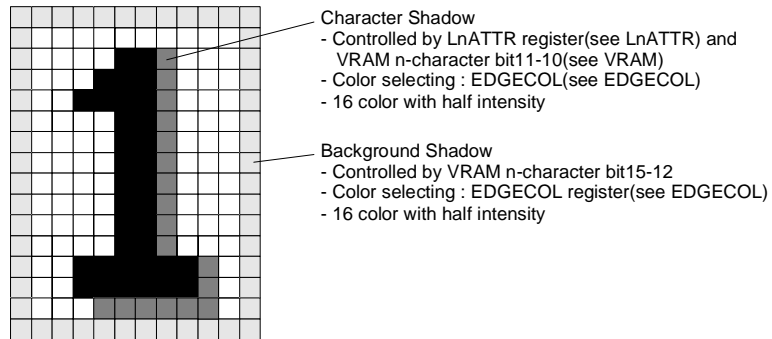 Character Shadow
- Controlled by LnATTR register(see LnATTR) and
VRAM n-character bit11-10(see VRAM)
- Color selecting : EDGECOL(see EDGECOL)
- 16 color with half intensity
Background Shadow
- Controlled by VRAM n-character bit15-12
- Color selecting : EDGECOL register(see EDGECOL)
- 16 color with half intensity